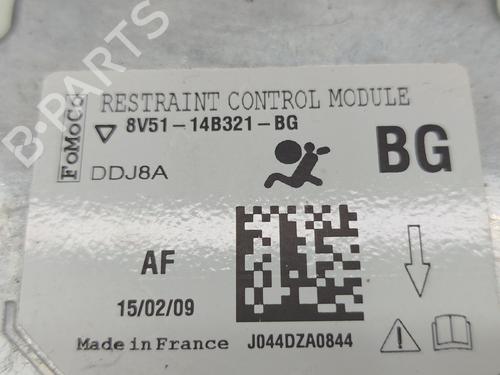 B-PARTS
FoMoCo
RESTRAINT CONTROL MODULE
8V51-14B321-BG
BG
DDJ8A
AF
15/02/09
Made in France
J044DZA0844